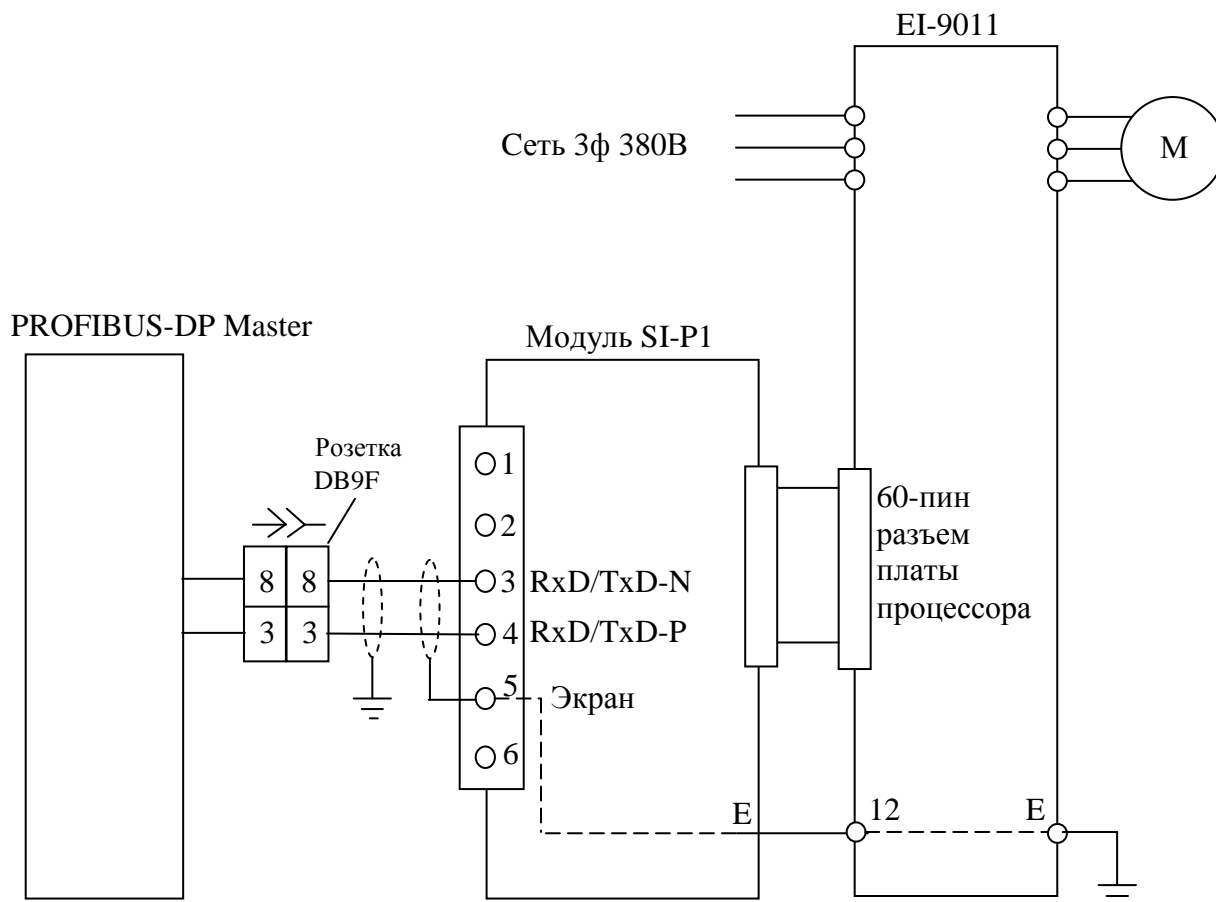 EI-9011
Сеть 3ф 380В
М
PROFIBUS-DP Master
Модуль SI-P1
Розетка
DB9F
1
2
8 8
3 RxD/TxD-N
3 3
4 RxD/TxD-P
5 Экран
6
60-пин
разъем
платы
процессора
E
12
E